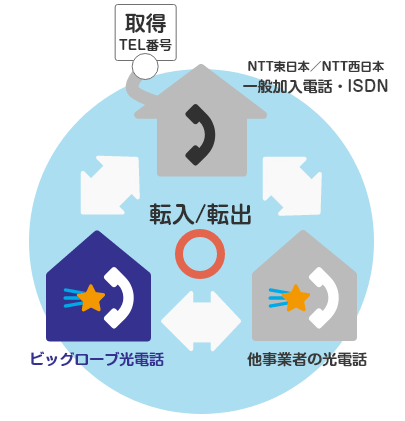 取得
TEL番号
NTT東日本／NTT西日本
一般加入電話・ISDN
転入/転出
ビッグローブ光電話
他事業者の光電話